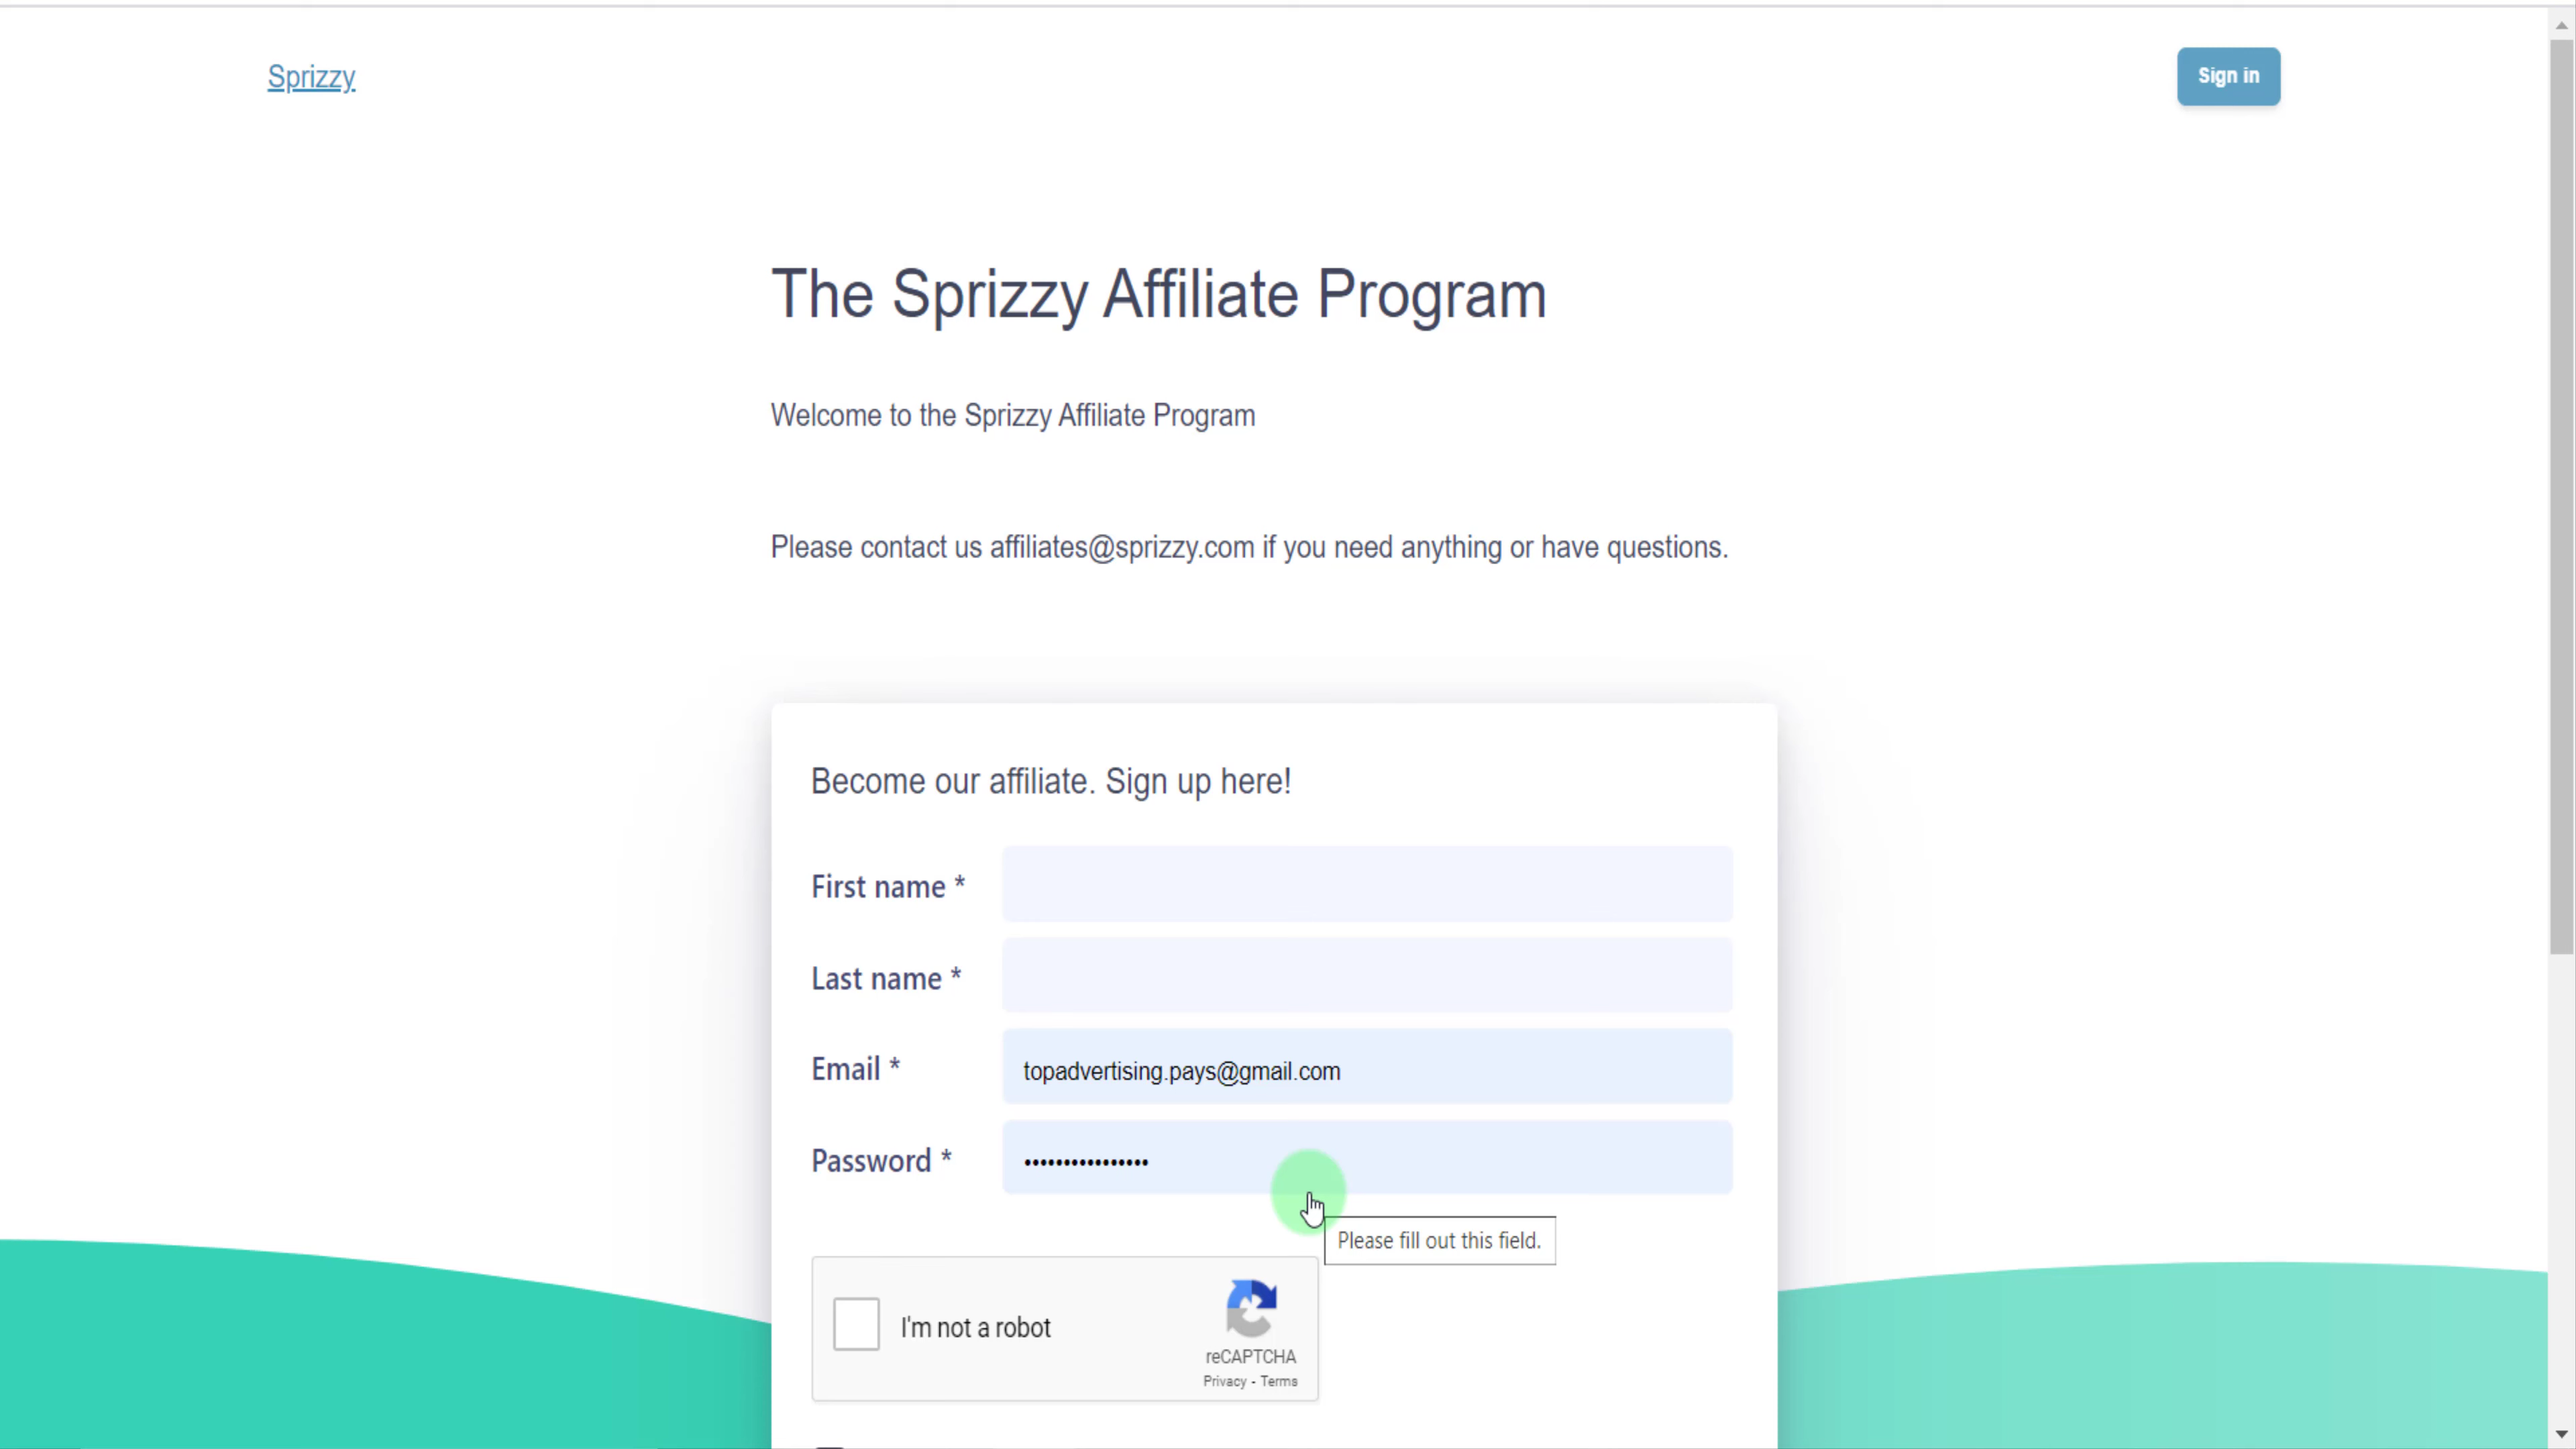 Sprizzy
Sign in
The Sprizzy Affiliate Program
Welcome to the Sprizzy Affiliate Program
Please contact us affiliates@sprizzy.com if you need anything or have questions.
Become our affiliate. Sign up here!
First name *
Last name *
Email * topadvertising.pays@gmail.com
Password * ••••••••••••••••
Please fill out this field.
I'm not a robot
reCAPTCHA
Privacy - Terms